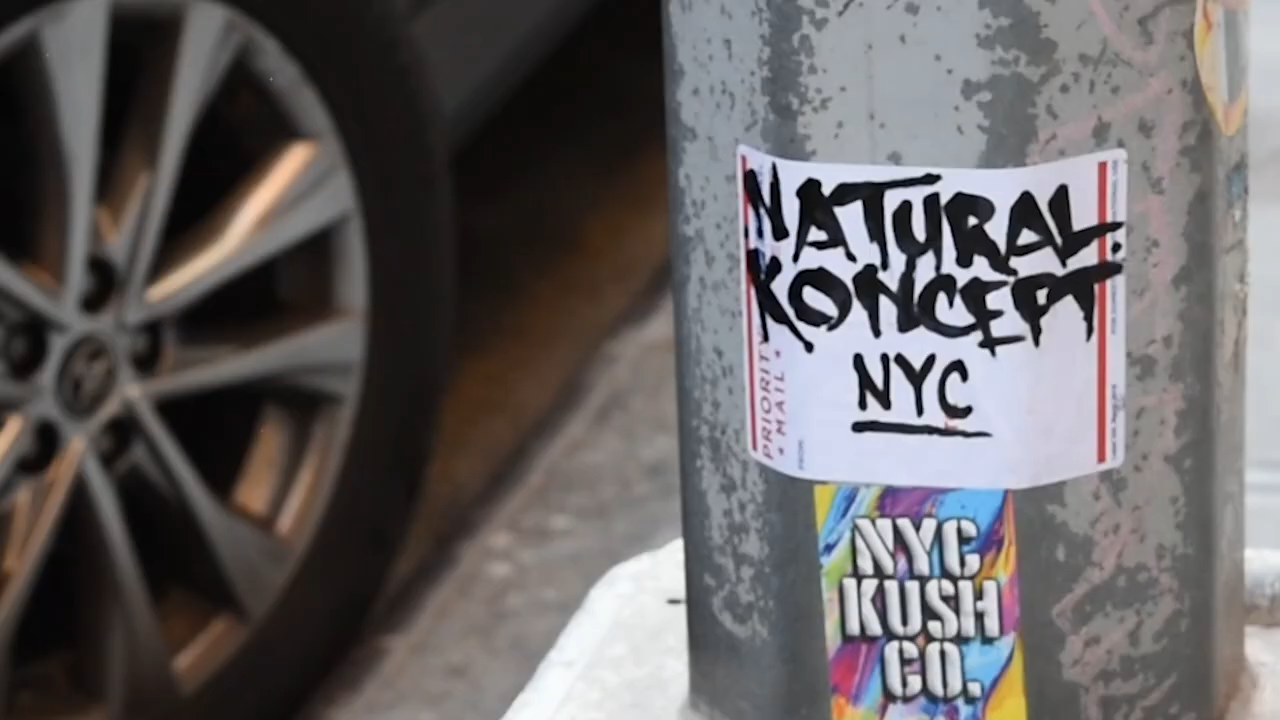 NATURAL.
KONCEPT
NYC
PRIORITY
* MAIL *
NYC
KUSH
CO.